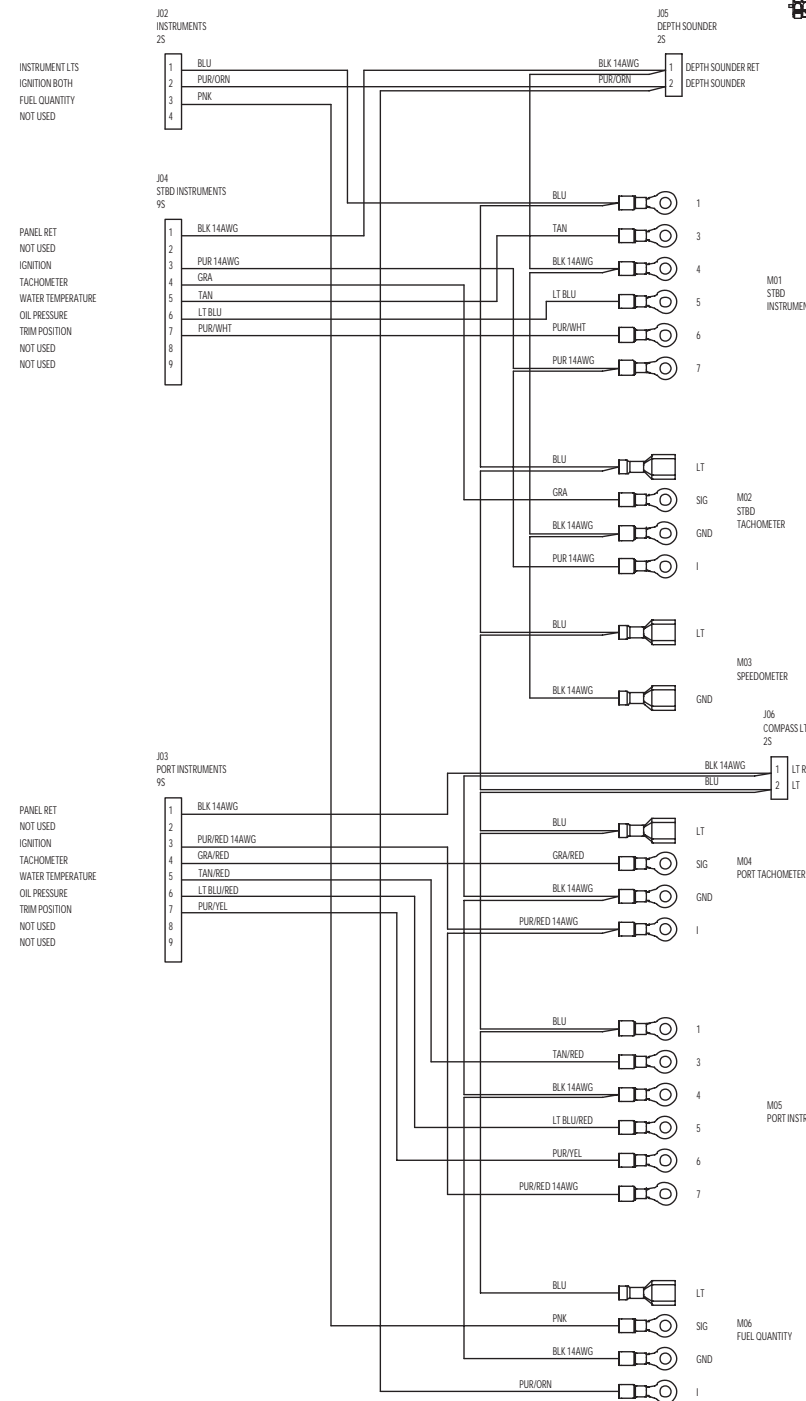 J02
INSTRUMENTS
2S
J05
DEPTH SOUNDER
2S
INSTRUMENT LTS 1 BLU BLK 14AWG 1 DEPTH SOUNDER RET
IGNITION BOTH 2 PUR/ORN PUR/ORN 2 DEPTH SOUNDER
FUEL QUANTITY 3 PNK
NOT USED 4
J04
STBD INSTRUMENTS
9S
PANEL RET 1 BLK 14AWG
NOT USED 2
IGNITION 3 PUR 14AWG
TACHOMETER 4 GRA
WATER TEMPERATURE 5 TAN
OIL PRESSURE 6 LT BLU
TRIM POSITION 7 PUR/WHT
NOT USED 8
NOT USED 9
BLU 1
TAN 3
BLK 14AWG 4
LT BLU 5
PUR/WHT 6
PUR 14AWG 7
M01
STBD
BLU LT
GRA SIG
BLK 14AWG GND
PUR 14AWG I
M02
STBD
TACHOMETER
BLU LT
BLK 14AWG GND
M03
SPEEDOMETER
J06
COMPASS LT
2S
BLK 14AWG 1 LT
BLU 2 LT
J03
PORT INSTRUMENTS
9S
PANEL RET 1 BLK 14AWG
NOT USED 2
IGNITION 3 PUR/RED 14AWG
TACHOMETER 4 GRA/RED
WATER TEMPERATURE 5 TAN/RED
OIL PRESSURE 6 LT BLU/RED
TRIM POSITION 7 PUR/YEL
NOT USED 8
NOT USED 9
BLU LT
GRA/RED SIG
BLK 14AWG GND
PUR/RED 14AWG I
M04
PORT TACHOMETER
BLU 1
TAN/RED 3
BLK 14AWG 4
LT BLU/RED 5
PUR/YEL 6
PUR/RED 14AWG 7
M05
PORT
BLU LT
PNK SIG
BLK 14AWG GND
PUR/ORN I
M06
FUEL QUANTITY